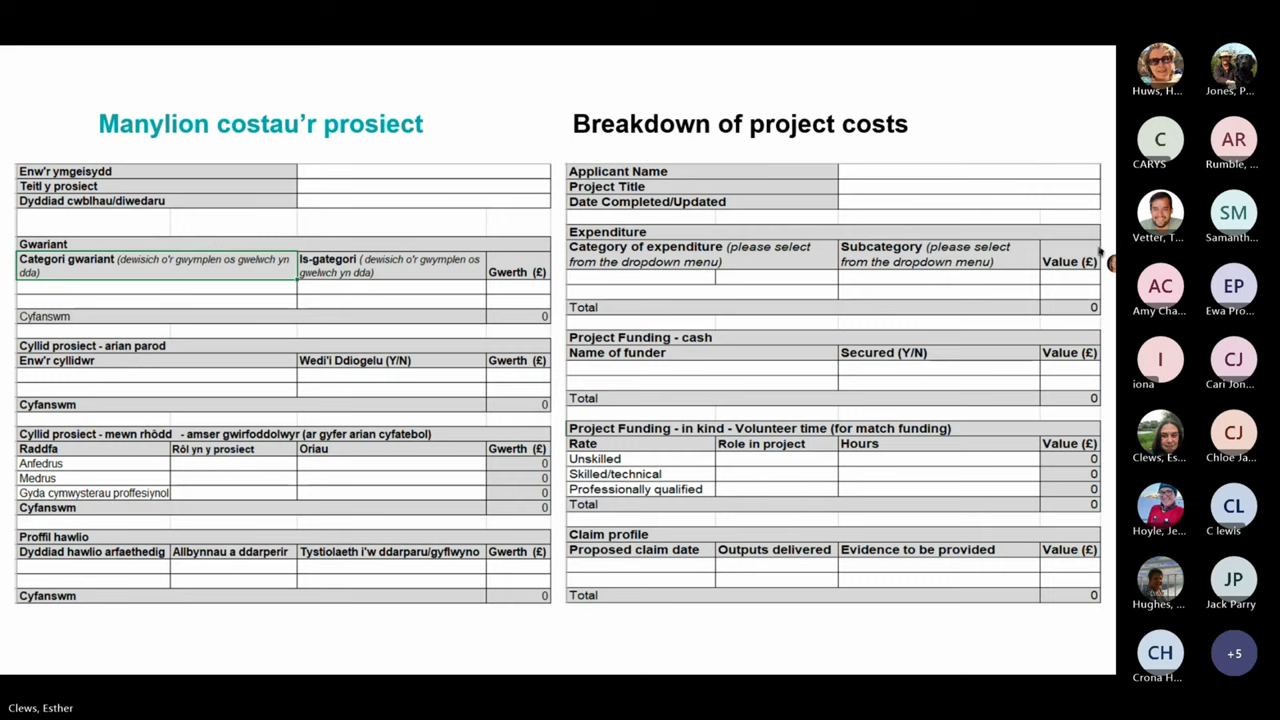 Manylion costau'r prosiect
Enw'r ymgeisydd
Teitl y prosiect
Dyddiad cwblhau/diwedaru
Gwariant
Categori gwariant (dewisich o'r gwymplen os gwelwch yn dda)
Is-gategori ( dewisich o'r gwymplen os gwelwch yn dda)
Gwerth (£)
Cyfanswm 0
Cyllid prosiect - arian parod
Enw'r cyllidwr Wedi'i Ddiogelu (Y/N) Gwerth (£)
Cyfanswm 0
Cyllid prosiect - mewn rhôdd - amser gwirfoddolwyr (ar gyfer arian cyfatebol)
Raddfa Rôl yn y prosiect Oriau Gwerth (£)
Anfedrus 0
Medrus 0
Gyda cymwysterau proffesiynol 0
Cyfanswm 0
Proffil hawlio
Dyddiad hawlio arfaethedig Allbynnau a ddarperir Tystiolaeth i'w ddarparu/gyflwyno Gwerth (£)
Cyfanswm 0
Breakdown of project costs
Applicant Name
Project Title
Date Completed/Updated
Expenditure
Category of expenditure (please select from the dropdown menu)
Subcategory (please select from the dropdown menu)
Value (£)
Total 0
Project Funding - cash
Name of funder Secured (Y/N) Value (£)
Total 0
Project Funding - in kind - Volunteer time (for match funding)
Rate Role in project Hours Value (£)
Unskilled 0
Skilled/technical 0
Professionally qualified 0
Total 0
Claim profile
Proposed claim date Outputs delivered Evidence to be provided Value (£)
Total 0
Huws, H... Jones, P...
C AR
CARYS Rumble, ...
SM
Vetter, T... Samanth...
AC EP
Amy Cha... Ewa Pro...
I CJ
iona Cari Jon...
CJ
Clews, Es... Chloe Ja...
CL
Hoyle, Je... C lewis
JP
Hughes, ... Jack Parry
CH +5
Crona H...
Clews, Esther